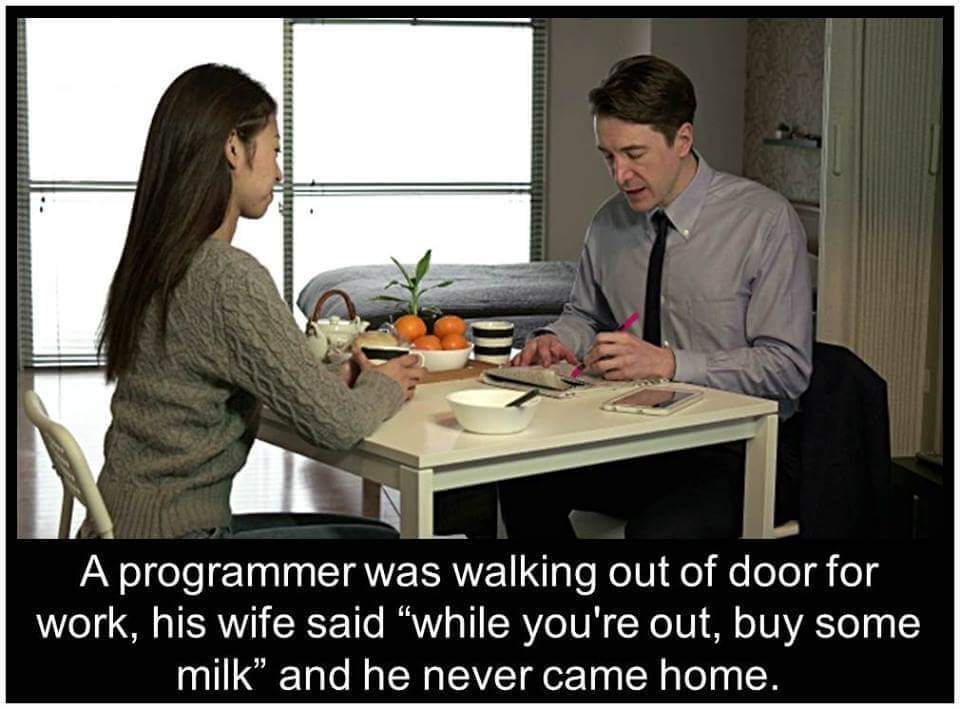 A programmer was walking out of door for
work, his wife said “while you're out, buy some
milk” and he never came home.